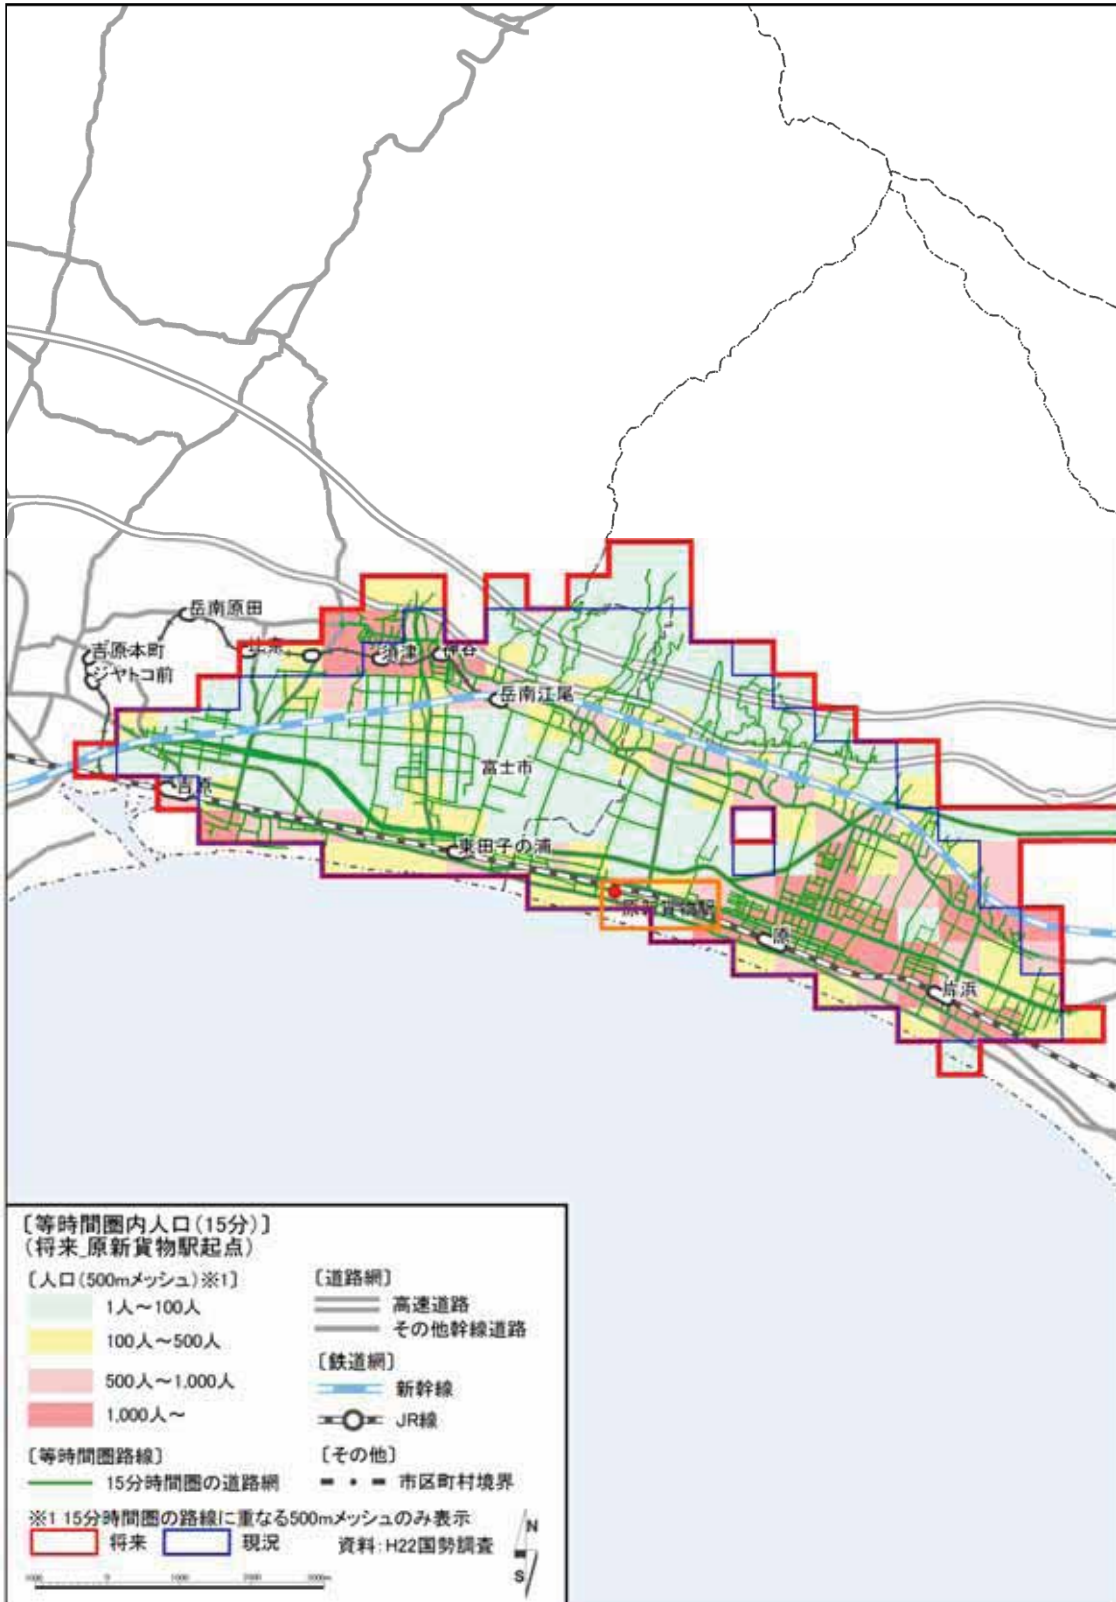 岳南原田
吉原本町
比奈
須津
神谷
ジヤトコ前
岳南江尾
富士市
吉原
東田子の浦
原新貨物駅
原
片浜
〔等時間圏内人口(15分)〕
(将来_原新貨物駅起点)
〔人口(500mメッシュ)※1〕
1人～100人
100人～500人
500人～1,000人
1,000人～
〔等時間圏路線〕
15分時間圏の道路網
〔道路網〕
高速道路
その他幹線道路
〔鉄道網〕
新幹線
JR線
〔その他〕
市区町村境界
※1 15分時間圏の路線に重なる500mメッシュのみ表示
将来 現況 資料:H22国勢調査
N
S
1000 0 1000 2000 3000m